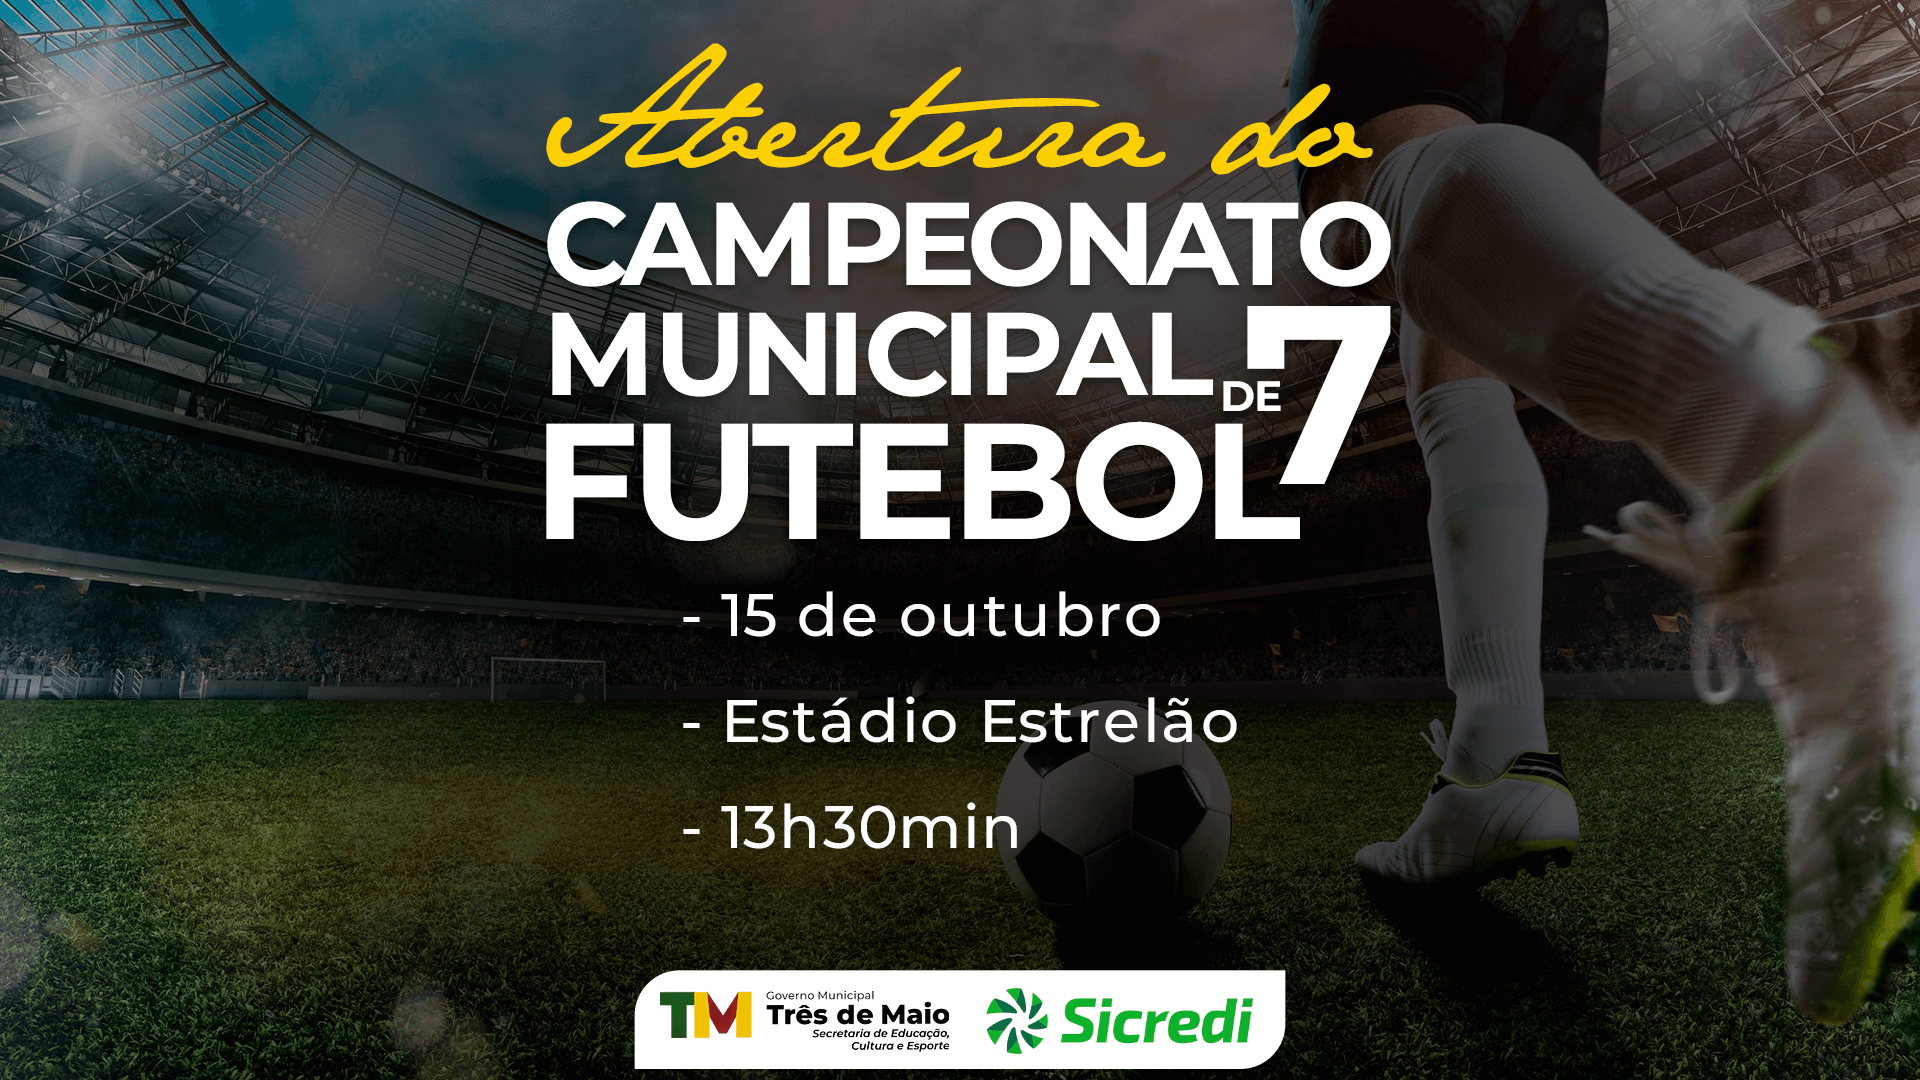 Abertura do
CAMPEONATO
MUNICIPAL DE
FUTEBOL 7
- 15 de outubro
- Estádio Estrelão
- 13h30min
TM
Governo Municipal
Três de Maio
Secretaria de Educação,
Cultura e Esporte
Sicredi